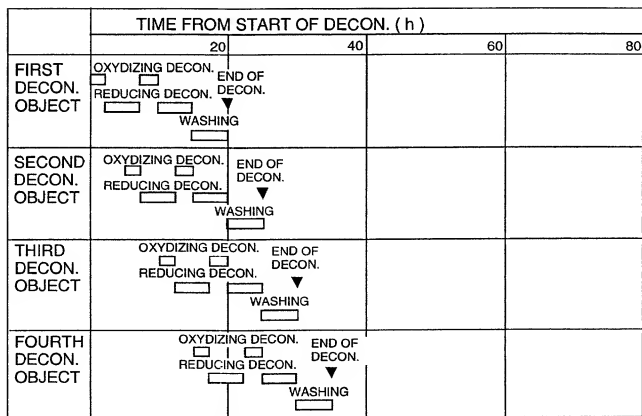 TIME FROM START OF DECON. ( h )
20 40 60 80
FIRST
DECON.
OBJECT
OXYDIZING DECON.
REDUCING DECON.
END OF
DECON.
WASHING
SECOND
DECON.
OBJECT
OXYDIZING DECON.
REDUCING DECON.
END OF
DECON.
WASHING
THIRD
DECON.
OBJECT
OXYDIZING DECON.
REDUCING DECON.
END OF
DECON.
WASHING
FOURTH
DECON.
OBJECT
OXYDIZING DECON.
REDUCING DECON.
END OF
DECON.
WASHING